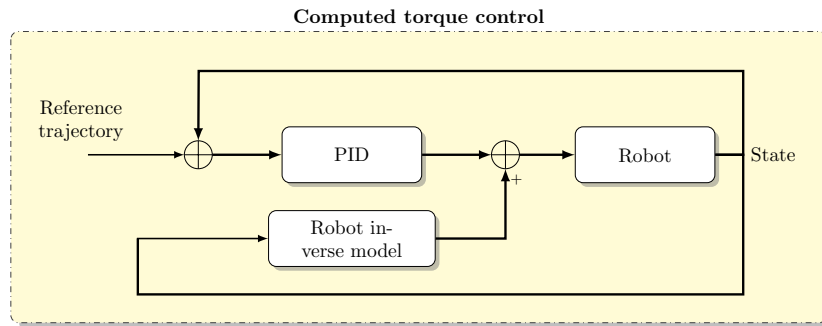 Computed torque control
Reference
trajectory
PID
Robot
State
+
Robot in-
verse model